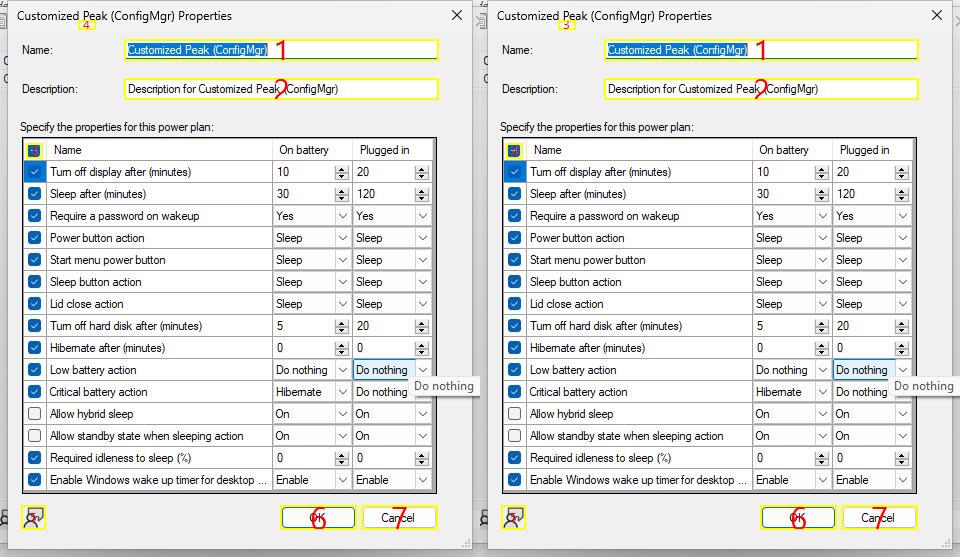 Customized Peak (ConfigMgr) Properties
4
Name:
Customized Peak (ConfigMgr)
1
Description:
Description for Customized Peak (ConfigMgr)
2
Specify the properties for this power plan:
Name On battery Plugged in
Turn off display after (minutes) 10 20
Sleep after (minutes) 30 120
Require a password on wakeup Yes Yes
Power button action Sleep Sleep
Start menu power button Sleep Sleep
Sleep button action Sleep Sleep
Lid close action Sleep Sleep
Turn off hard disk after (minutes) 5 20
Hibernate after (minutes) 0 0
Low battery action Do nothing Do nothing
Do nothing
Critical battery action Hibernate Do nothing
Allow hybrid sleep On On
Allow standby state when sleeping action On On
Required idleness to sleep (%) 0 0
Enable Windows wake up timer for desktop ... Enable Enable
OK
6
Cancel
7
Customized Peak (ConfigMgr) Properties
3
Name:
Customized Peak (ConfigMgr)
1
Description:
Description for Customized Peak (ConfigMgr)
2
Specify the properties for this power plan:
Name On battery Plugged in
Turn off display after (minutes) 10 20
Sleep after (minutes) 30 120
Require a password on wakeup Yes Yes
Power button action Sleep Sleep
Start menu power button Sleep Sleep
Sleep button action Sleep Sleep
Lid close action Sleep Sleep
Turn off hard disk after (minutes) 5 20
Hibernate after (minutes) 0 0
Low battery action Do nothing Do nothing
Do nothing
Critical battery action Hibernate Do nothing
Allow hybrid sleep On On
Allow standby state when sleeping action On On
Required idleness to sleep (%) 0 0
Enable Windows wake up timer for desktop ... Enable Enable
OK
6
Cancel
7